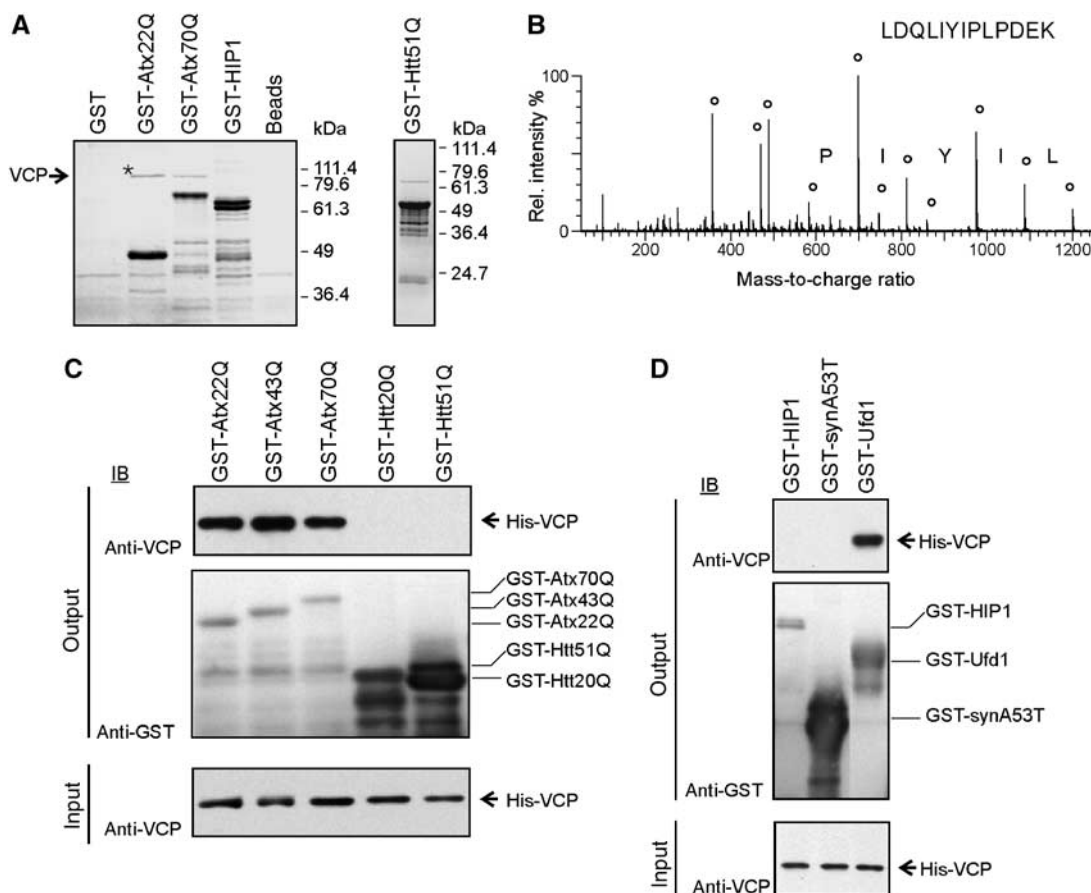 A
GST
GST-Atx22Q
GST-Atx70Q
GST-HIP1
Beads
kDa
VCP
*
111.4
79.6
61.3
49
36.4
GST-Htt51Q
kDa
111.4
79.6
61.3
49
36.4
24.7
B
LDQLIYIPLPDEK
Rel. intensity %
100
0
P I Y I L
200 400 600 800 1000 1200
Mass-to-charge ratio
C
GST-Atx22Q
GST-Atx43Q
GST-Atx70Q
GST-Htt20Q
GST-Htt51Q
IB
Output
Anti-VCP
His-VCP
GST-Atx70Q
GST-Atx43Q
GST-Atx22Q
GST-Htt51Q
GST-Htt20Q
Anti-GST
Input
Anti-VCP
His-VCP
D
GST-HIP1
GST-synA53T
GST-Ufd1
IB
Output
Anti-VCP
His-VCP
GST-HIP1
GST-Ufd1
GST-synA53T
Anti-GST
Input
Anti-VCP
His-VCP